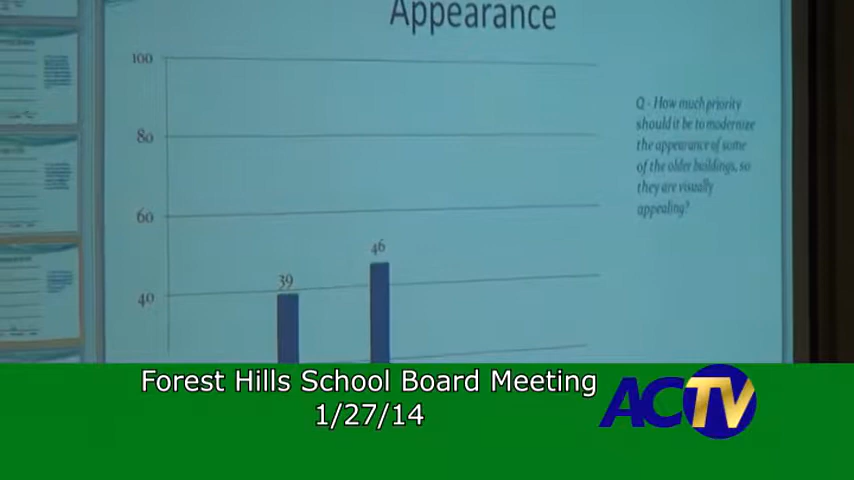 Appearance
100
80
60
40
39
46
Q - How much priority
should it be to modernize
the appearance of some
of the older buildings, so
they are visually
appealing?
Forest Hills School Board Meeting
1/27/14
ACTV